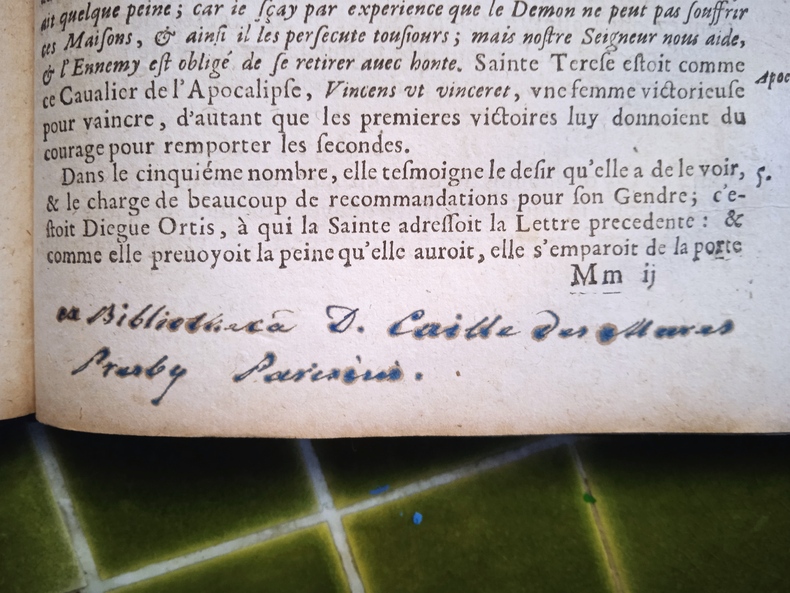 ait quelque peine; car ie ſçay par experience que le Demon ne peut pas ſouffrir
ces Maiſons, & ainſi il les perſecute touſiours; mais noſtre Seigneur nous aide,
& l'Ennemy eſt obligé de ſe retirer auec honte. Sainte Tereſe eſtoit comme
ce Caualier de l'Apocalipſe, Vincens vt vinceret, vne femme victorieuſe Apoc
pour vaincre, d'autant que les premieres victoires luy donnoient du
courage pour remporter les ſecondes.
Dans le cinquiéme nombre, elle teſmoigne le deſir qu'elle a de le voir, 5.
& le charge de beaucoup de recommandations pour ſon Gendre; c'e-
ſtoit Diegue Ortis, à qui la Sainte adreſſoit la Lettre precedente: &
comme elle preuoyoit la peine qu'elle auroit, elle s'emparoit de la porte
Mm ij
ex Bibliothecâ D. Caille Des Mares
Presby Parisini.